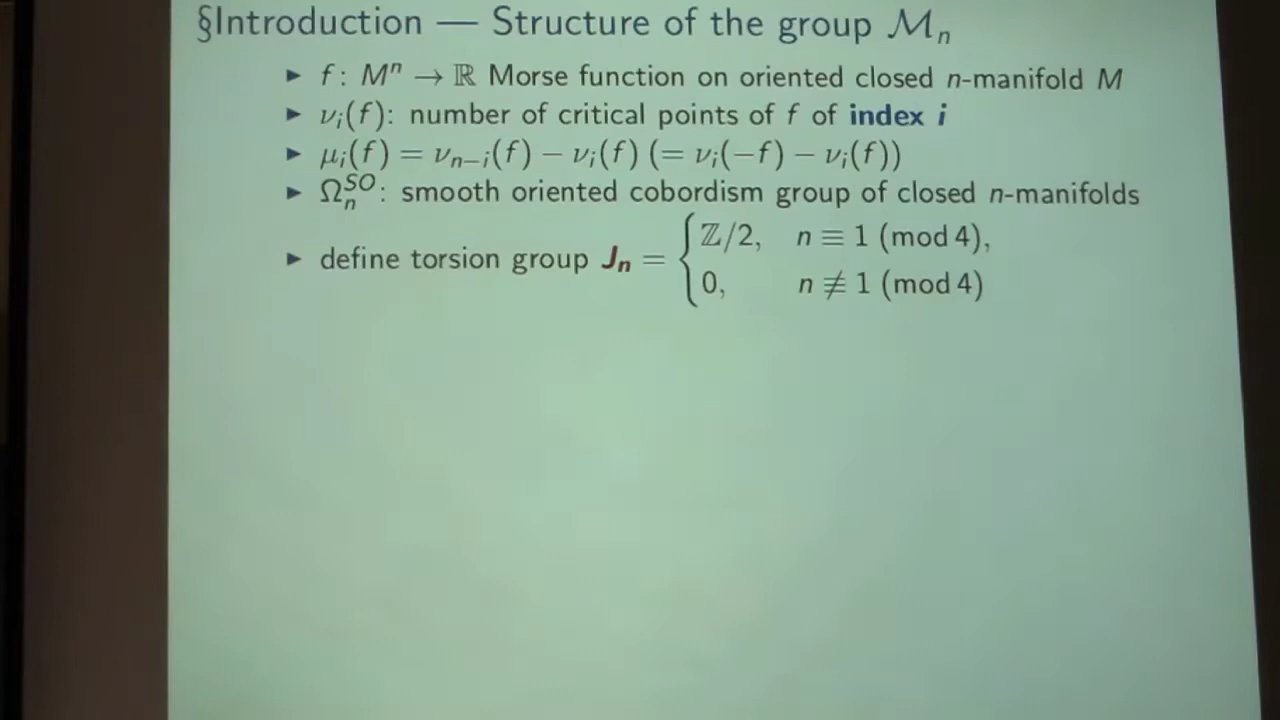 §Introduction — Structure of the group ℳₙ
▶ f : Mⁿ → ℝ Morse function on oriented closed n-manifold M
▶ νᵢ(f): number of critical points of f of index i
▶ μᵢ(f) = νₙ₋ᵢ(f) − νᵢ(f) (= νᵢ(−f) − νᵢ(f))
▶ Ωₙ^{SO}: smooth oriented cobordism group of closed n-manifolds
▶ define torsion group Jₙ = { ℤ/2, n ≡ 1 (mod 4),
0, n ≢ 1 (mod 4)